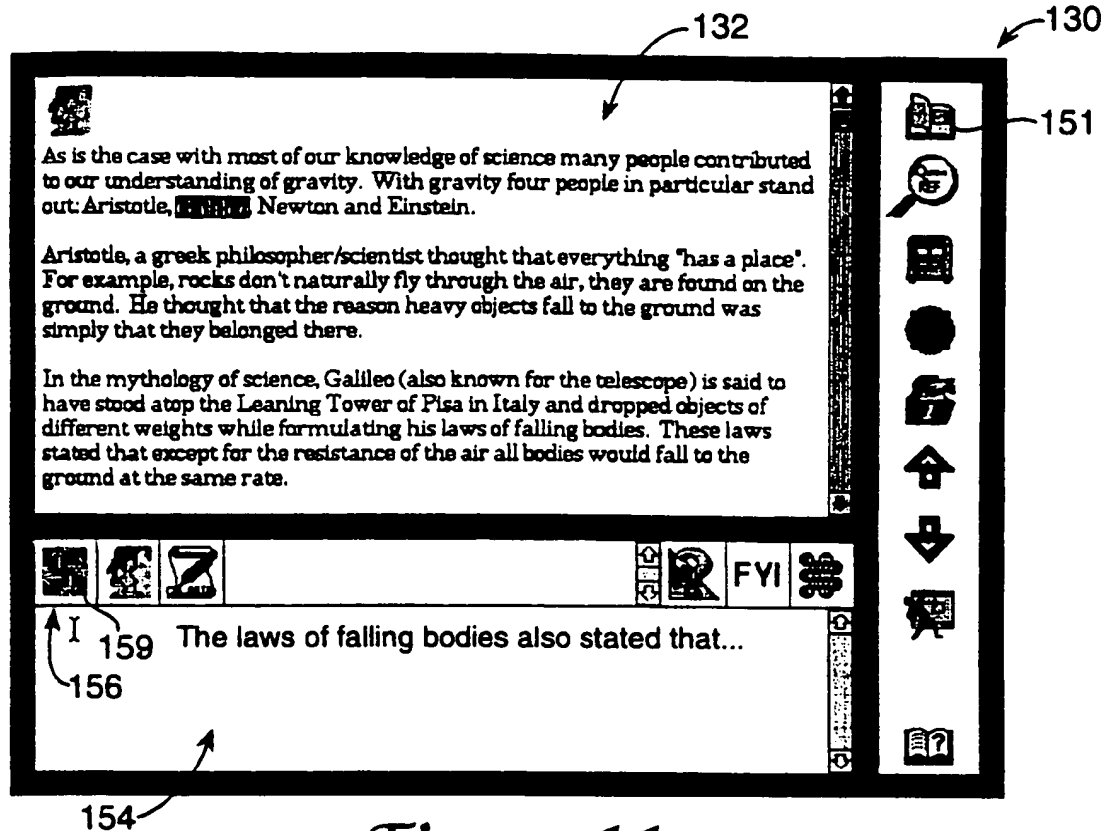 132
130
151
As is the case with most of our knowledge of science many people contributed
to our understanding of gravity. With gravity four people in particular stand
out: Aristotle, Newton and Einstein.
Aristotle, a greek philosopher/scientist thought that everything "has a place".
For example, rocks don't naturally fly through the air, they are found on the
ground. He thought that the reason heavy objects fall to the ground was
simply that they belonged there.
In the mythology of science, Galileo (also known for the telescope) is said to
have stood atop the Leaning Tower of Pisa in Italy and dropped objects of
different weights while formulating his laws of falling bodies. These laws
stated that except for the resistance of the air all bodies would fall to the
ground at the same rate.
REF
1
FYI
?
159
The laws of falling bodies also stated that...
156
154